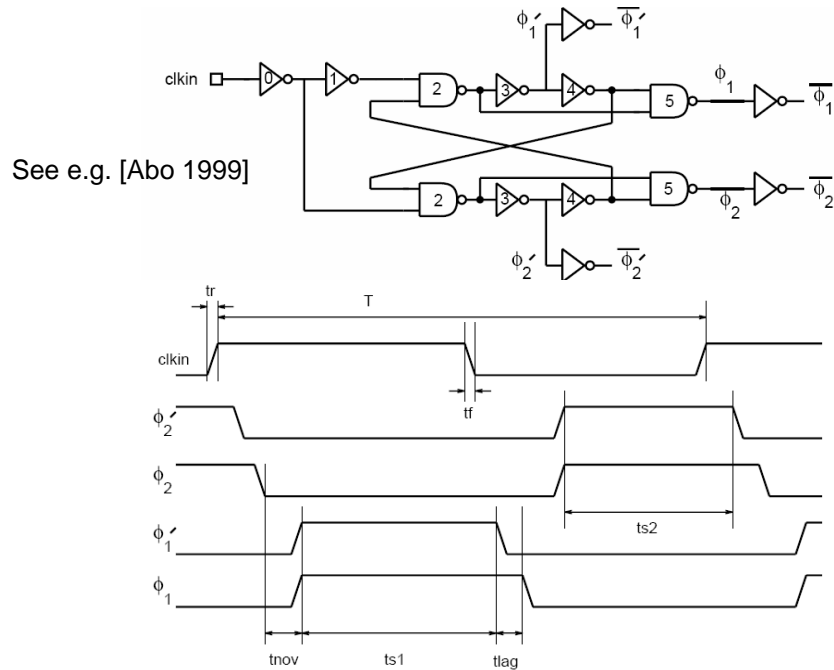 ϕ₁′ ‾ϕ₁′‾
clkin 0 1 2 3 4 5 ϕ₁ ‾ϕ₁‾
See e.g. [Abo 1999]
2 3 4 5 ϕ₂ ‾ϕ₂‾
ϕ₂′ ‾ϕ₂′‾
tr T
clkin
tf
ϕ₂′
ϕ₂
ts2
ϕ₁′
ϕ₁
tnov ts1 tlag